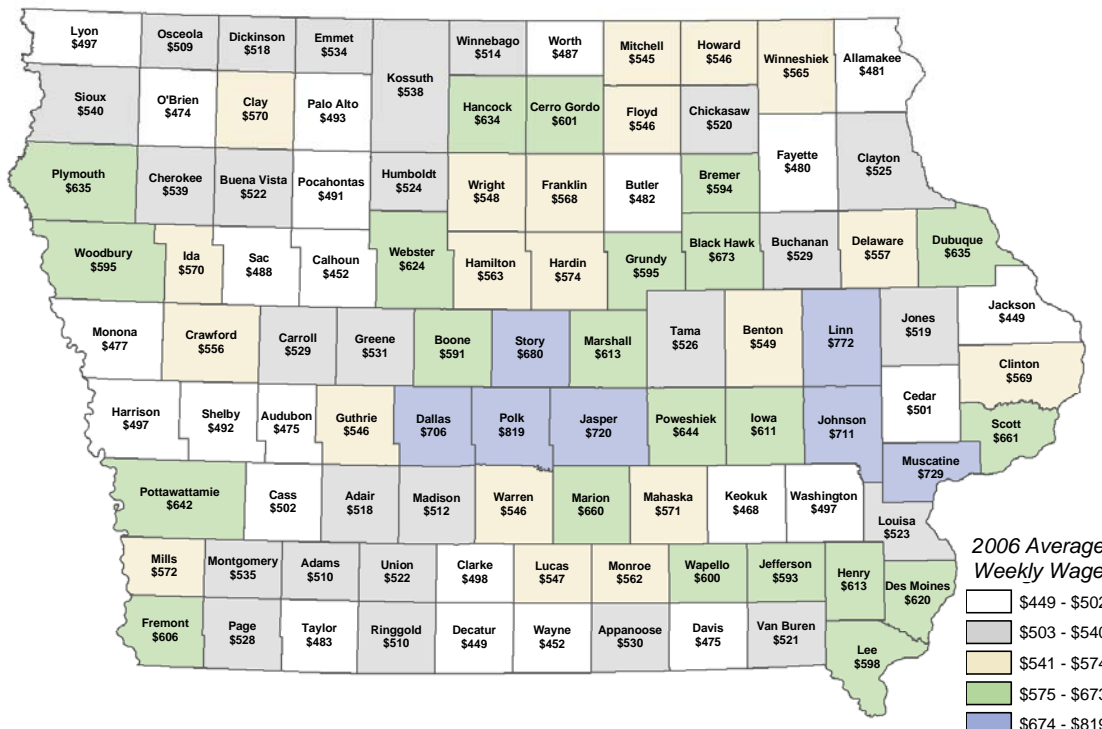 Lyon
$497
Osceola
$509
Dickinson
$518
Emmet
$534
Kossuth
$538
Winnebago
$514
Worth
$487
Mitchell
$545
Howard
$546
Winneshiek
$565
Allamakee
$481
Sioux
$540
O'Brien
$474
Clay
$570
Palo Alto
$493
Hancock
$634
Cerro Gordo
$601
Floyd
$546
Chickasaw
$520
Fayette
$480
Clayton
$525
Plymouth
$635
Cherokee
$539
Buena Vista
$522
Pocahontas
$491
Humboldt
$524
Wright
$548
Franklin
$568
Butler
$482
Bremer
$594
Woodbury
$595
Ida
$570
Sac
$488
Calhoun
$452
Webster
$624
Hamilton
$563
Hardin
$574
Grundy
$595
Black Hawk
$673
Buchanan
$529
Delaware
$557
Dubuque
$635
Monona
$477
Crawford
$556
Carroll
$529
Greene
$531
Boone
$591
Story
$680
Marshall
$613
Tama
$526
Benton
$549
Linn
$772
Jones
$519
Jackson
$449
Clinton
$569
Harrison
$497
Shelby
$492
Audubon
$475
Guthrie
$546
Dallas
$706
Polk
$819
Jasper
$720
Poweshiek
$644
Iowa
$611
Johnson
$711
Cedar
$501
Scott
$661
Muscatine
$729
Pottawattamie
$642
Cass
$502
Adair
$518
Madison
$512
Warren
$546
Marion
$660
Mahaska
$571
Keokuk
$468
Washington
$497
Louisa
$523
Mills
$572
Montgomery
$535
Adams
$510
Union
$522
Clarke
$498
Lucas
$547
Monroe
$562
Wapello
$600
Jefferson
$593
Henry
$613
Des Moines
$620
Fremont
$606
Page
$528
Taylor
$483
Ringgold
$510
Decatur
$449
Wayne
$452
Appanoose
$530
Davis
$475
Van Buren
$521
Lee
$598
2006 Average
Weekly Wage
$449 - $502
$503 - $540
$541 - $574
$575 - $673
$674 - $819